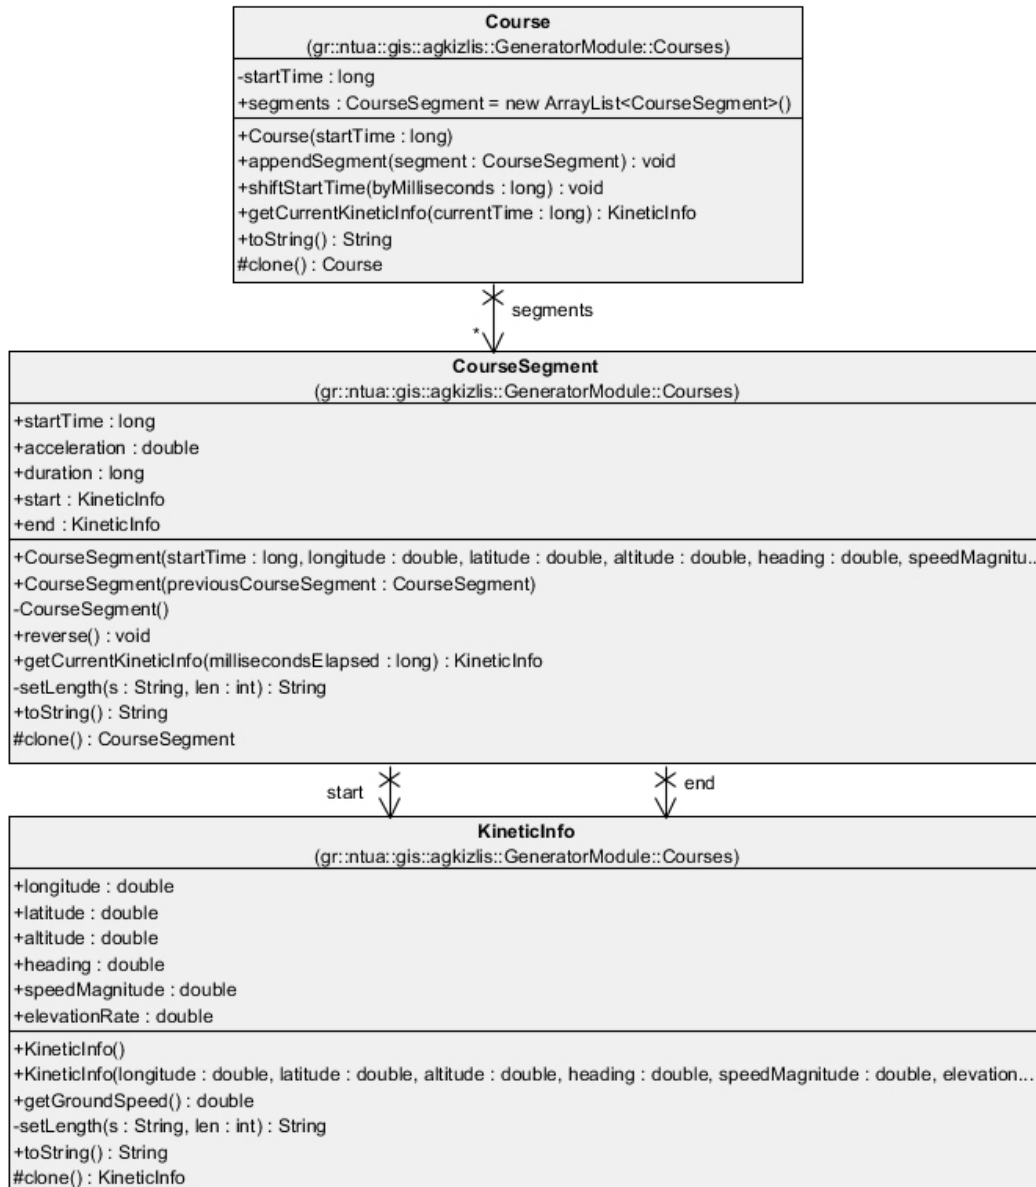 Course
(gr::ntua::gis::agkizlis::GeneratorModule::Courses)
-startTime : long
+segments : CourseSegment = new ArrayList<CourseSegment>()
+Course(startTime : long)
+appendSegment(segment : CourseSegment) : void
+shiftStartTime(byMilliseconds : long) : void
+getCurrentKineticInfo(currentTime : long) : KineticInfo
+toString() : String
#clone() : Course
segments
*
CourseSegment
(gr::ntua::gis::agkizlis::GeneratorModule::Courses)
+startTime : long
+acceleration : double
+duration : long
+start : KineticInfo
+end : KineticInfo
+CourseSegment(startTime : long, longitude : double, latitude : double, altitude : double, heading : double, speedMagnitu...
+CourseSegment(previousCourseSegment : CourseSegment)
-CourseSegment()
+reverse() : void
+getCurrentKineticInfo(millisecondsElapsed : long) : KineticInfo
-setLength(s : String, len : int) : String
+toString() : String
#clone() : CourseSegment
start
end
KineticInfo
(gr::ntua::gis::agkizlis::GeneratorModule::Courses)
+longitude : double
+latitude : double
+altitude : double
+heading : double
+speedMagnitude : double
+elevationRate : double
+KineticInfo()
+KineticInfo(longitude : double, latitude : double, altitude : double, heading : double, speedMagnitude : double, elevation...
+getGroundSpeed() : double
-setLength(s : String, len : int) : String
+toString() : String
#clone() : KineticInfo